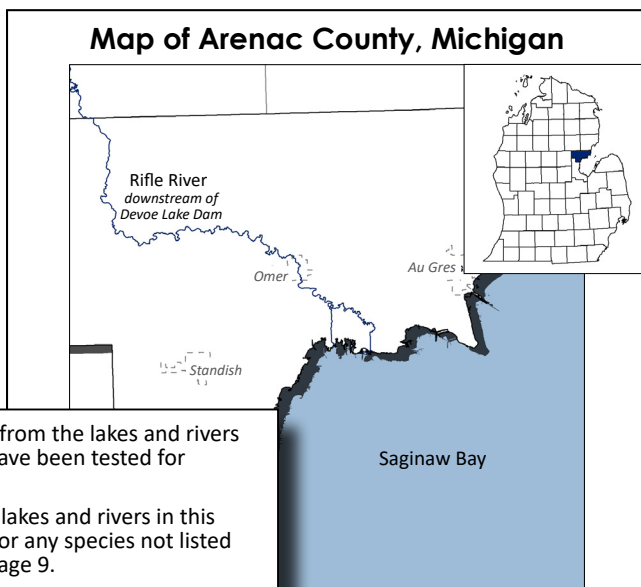 Map of Arenac County, Michigan
Rifle River
downstream of
Devoe Lake Dam
Omer
Au Gres
Standish
Saginaw Bay
from the lakes and rivers
ave been tested for
lakes and rivers in this
or any species not listed
age 9.